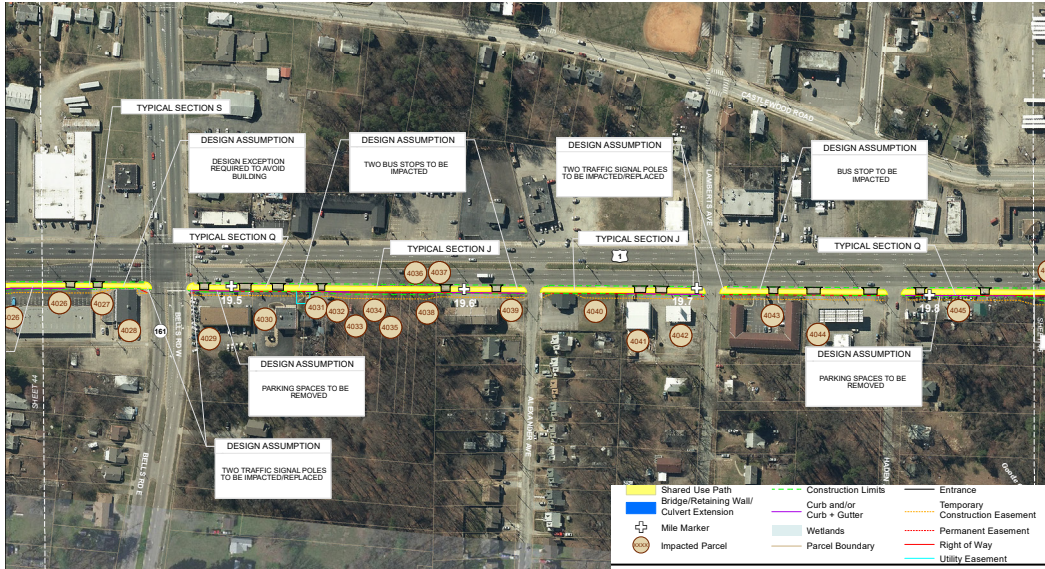 CASTLEWOOD ROAD
TYPICAL SECTION S
DESIGN ASSUMPTION
DESIGN EXCEPTION
REQUIRED TO AVOID
BUILDING
DESIGN ASSUMPTION
TWO BUS STOPS TO BE
IMPACTED
DESIGN ASSUMPTION
TWO TRAFFIC SIGNAL POLES
TO BE IMPACTED/REPLACED
DESIGN ASSUMPTION
BUS STOP TO BE
IMPACTED
LAMBERTS AVE
TYPICAL SECTION Q
TYPICAL SECTION J
TYPICAL SECTION J
TYPICAL SECTION Q
1
4036
4037
19.5
19.6
19.7
19.8
4026
4026
4027
4028
161
BELLS RD W
4029
4030
4031
4032
4033
4034
4035
4038
4039
4040
4041
4042
4043
4044
4045
SHEET 44
DESIGN ASSUMPTION
PARKING SPACES TO BE
REMOVED
DESIGN ASSUMPTION
PARKING SPACES TO BE
REMOVED
ALEXANDER AVE
DESIGN ASSUMPTION
TWO TRAFFIC SIGNAL POLES
TO BE IMPACTED/REPLACED
BELLS RD E
Shared Use Path
Bridge/Retaining Wall/
Culvert Extension
Mile Marker
XXXX
Impacted Parcel
Construction Limits
Curb and/or
Curb + Gutter
Wetlands
Parcel Boundary
Entrance
Temporary
Construction Easement
Permanent Easement
Right of Way
Utility Easement